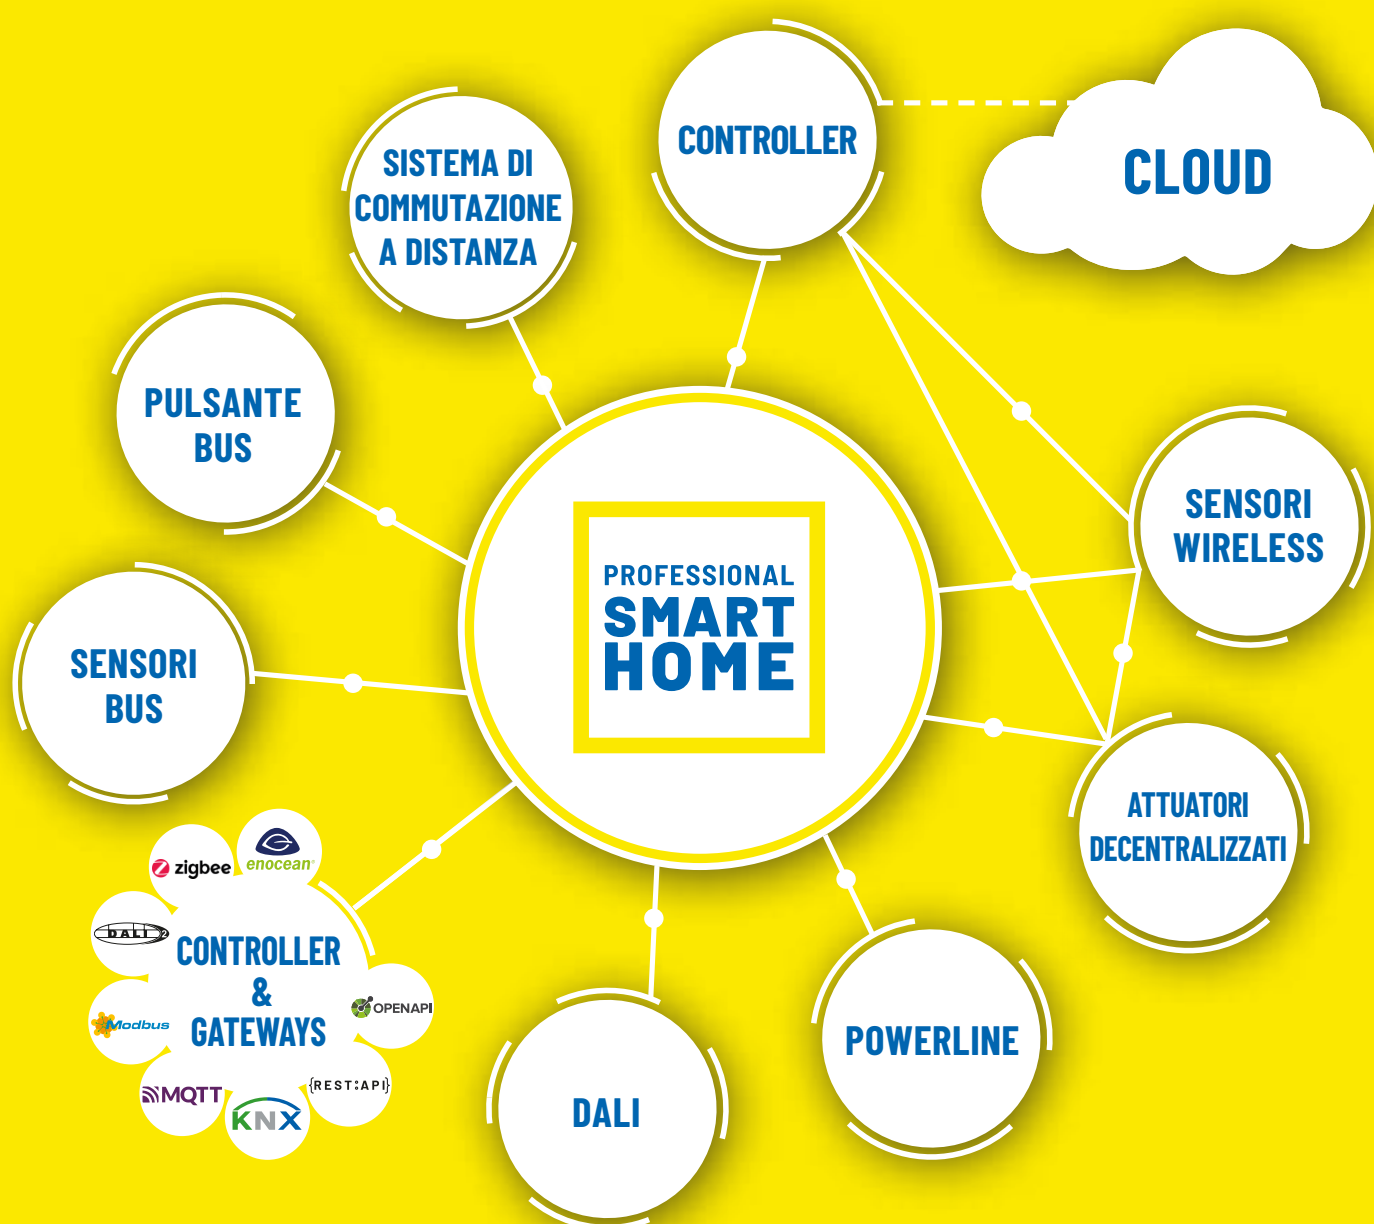 CONTROLLER
CLOUD
SISTEMA DI
COMMUTAZIONE
A DISTANZA
PULSANTE
BUS
SENSORI
WIRELESS
PROFESSIONAL
SMART
HOME
SENSORI
BUS
ATTUATORI
DECENTRALIZZATI
zigbee
enocean®
DALI 2
CONTROLLER
&
GATEWAYS
OPENAPI
Modbus
MQTT
{REST:API}
KNX
POWERLINE
DALI